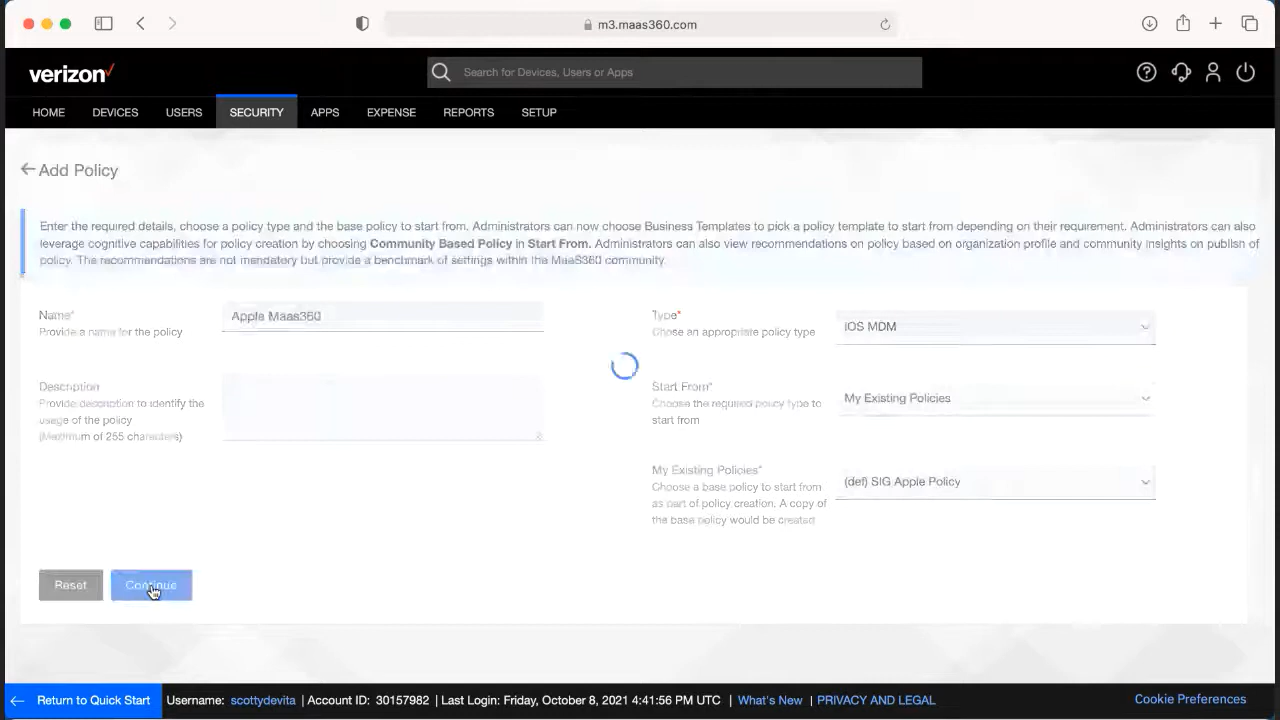 m3.maas360.com
verizon
Search for Devices, Users or Apps
HOME DEVICES USERS SECURITY APPS EXPENSE REPORTS SETUP
Add Policy
Enter the required details, choose a policy type and the base policy to start from. Administrators can now choose Business Templates to pick a policy template to start from depending on their requirement. Administrators can also
leverage cognitive capabilities for policy creation by choosing Community Based Policy in Start From. Administrators can also view recommendations on policy based on organization profile and community insights on publish of
policy. The recommendations are not mandatory but provide a benchmark of settings within the MaaS360 community.
Name*
Provide a name for the policy
Apple Maas360
Type*
Choose an appropriate policy type
iOS MDM
Description
Provide description to identify the
usage of the policy
(Maximum of 255 characters)
Start From*
Choose the required policy type to
start from
My Existing Policies
My Existing Policies*
Choose a base policy to start from
as part of policy creation. A copy of
the base policy would be created
(def) SIG Apple Policy
Reset Continue
Return to Quick Start Username: scottydevita | Account ID: 30157982 | Last Login: Friday, October 8, 2021 4:41:56 PM UTC | What's New | PRIVACY AND LEGAL Cookie Preferences